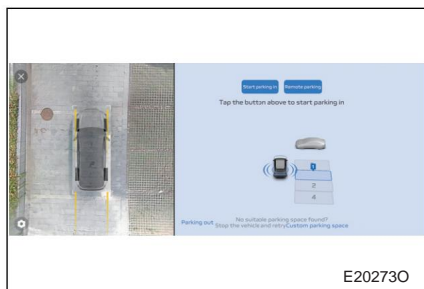 Start parking in
Remote parking
Tap the button above to start parking in
1
2
4
No suitable parking space found?
Parking out
Stop the vehicle and retry
Custom parking space
E20273O